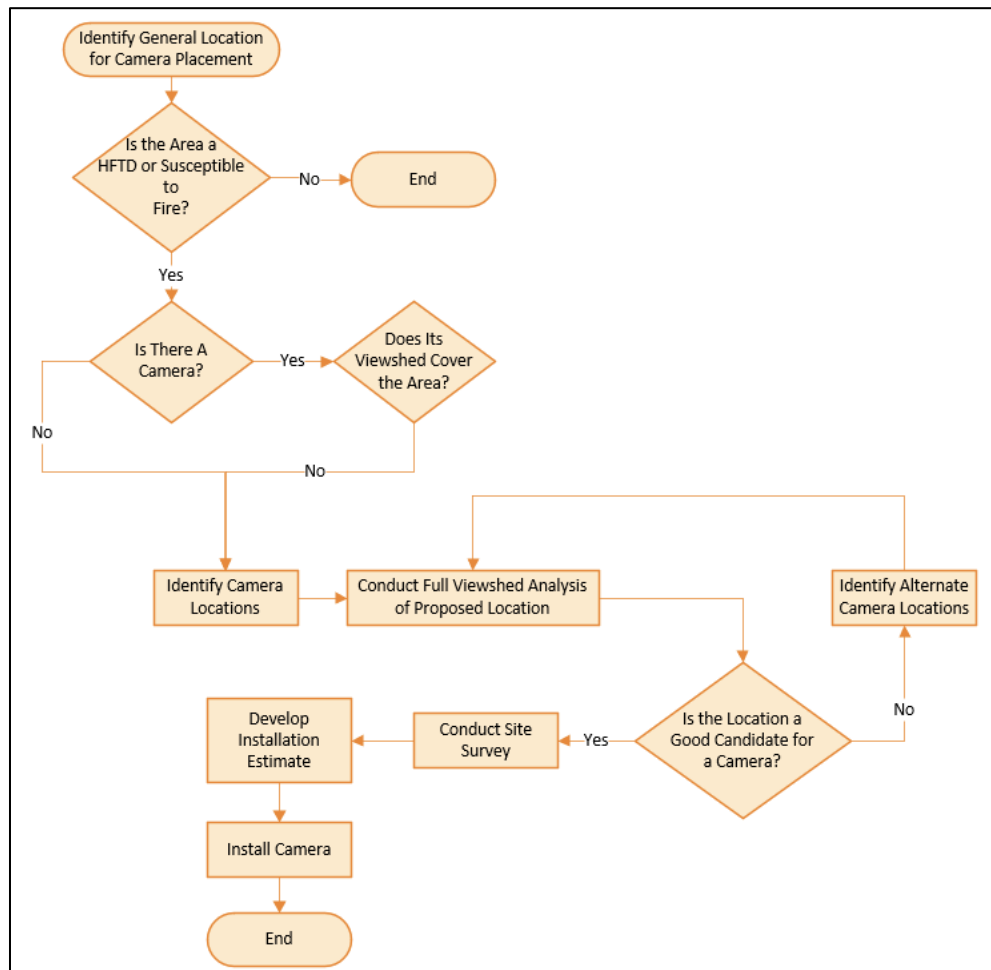 Identify General Location
for Camera Placement
Is the Area a
HFTD or Susceptible
to
Fire?
No
End
Yes
Is There A
Camera?
Yes
Does Its
Viewshed Cover
the Area?
No
No
Identify Camera
Locations
Conduct Full Viewshed Analysis
of Proposed Location
Identify Alternate
Camera Locations
Is the Location a
Good Candidate for
a Camera?
No
Yes
Conduct Site
Survey
Develop
Installation
Estimate
Install Camera
End